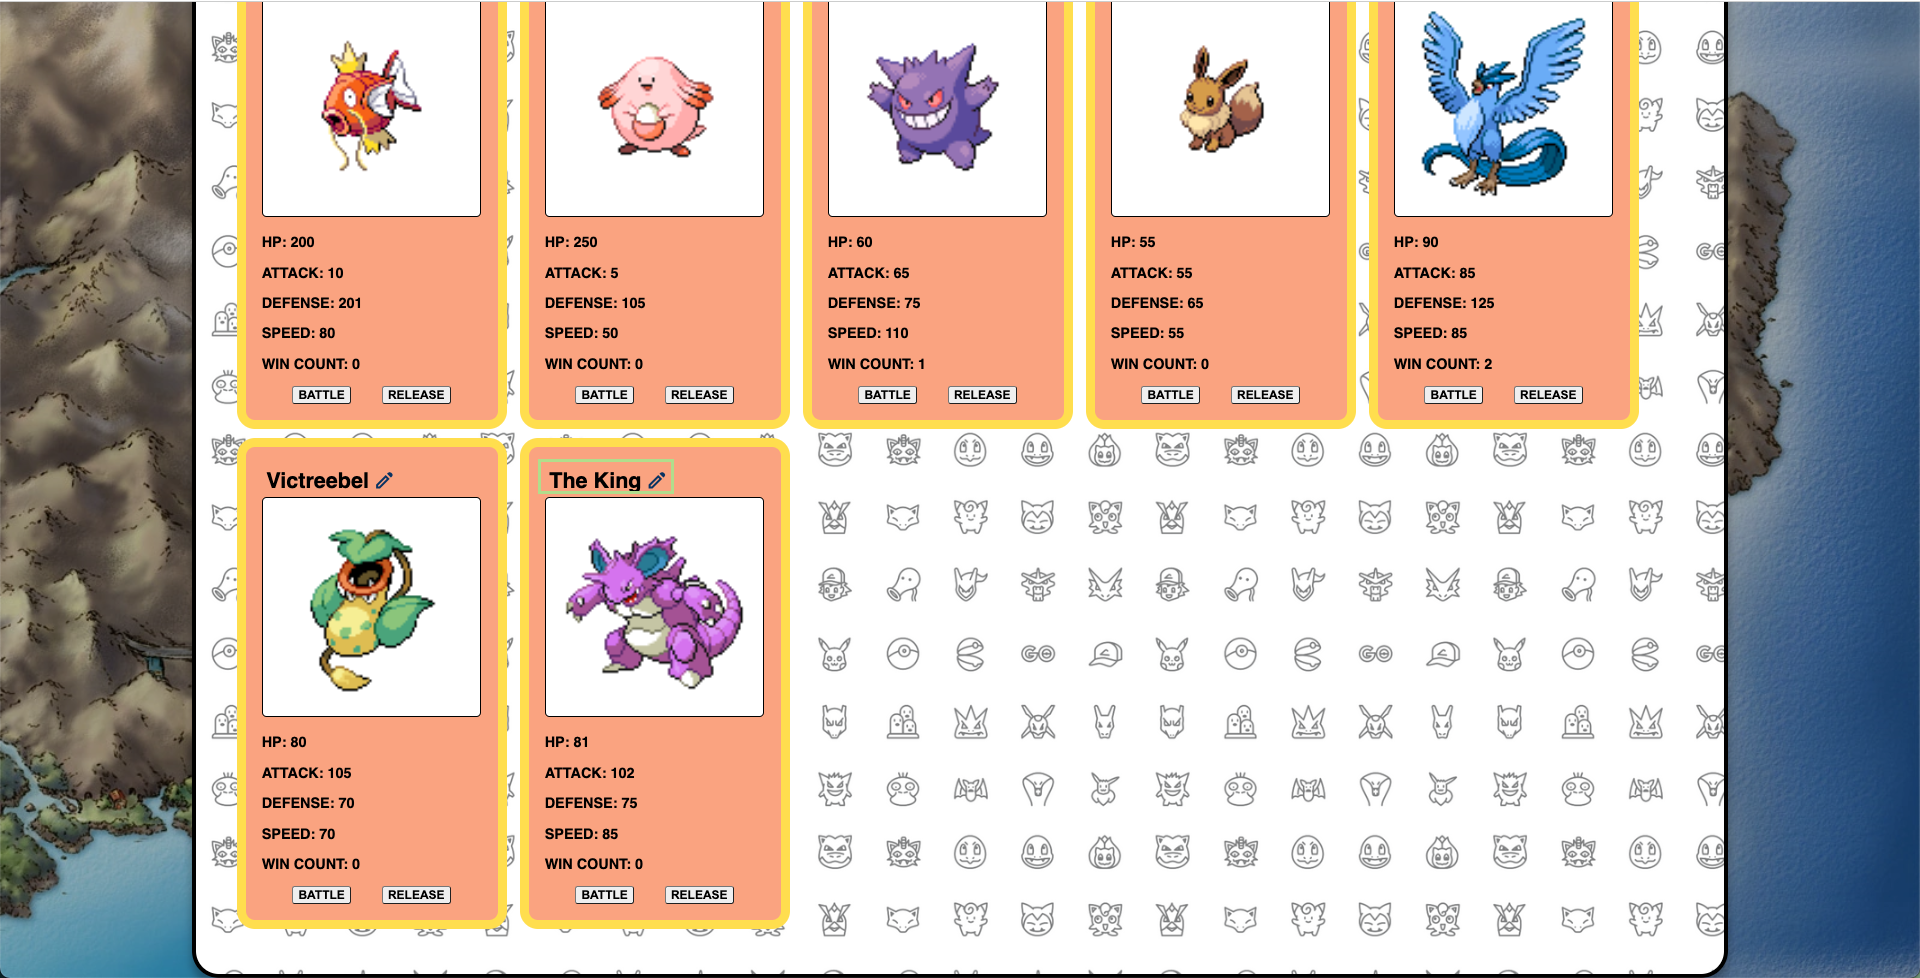 HP: 200
ATTACK: 10
DEFENSE: 201
SPEED: 80
WIN COUNT: 0
BATTLE RELEASE
HP: 250
ATTACK: 5
DEFENSE: 105
SPEED: 50
WIN COUNT: 0
BATTLE RELEASE
HP: 60
ATTACK: 65
DEFENSE: 75
SPEED: 110
WIN COUNT: 1
BATTLE RELEASE
HP: 55
ATTACK: 55
DEFENSE: 65
SPEED: 55
WIN COUNT: 0
BATTLE RELEASE
HP: 90
ATTACK: 85
DEFENSE: 125
SPEED: 85
WIN COUNT: 2
BATTLE RELEASE
Victreebel
HP: 80
ATTACK: 105
DEFENSE: 70
SPEED: 70
WIN COUNT: 0
BATTLE RELEASE
The King
HP: 81
ATTACK: 102
DEFENSE: 75
SPEED: 85
WIN COUNT: 0
BATTLE RELEASE
GO GO